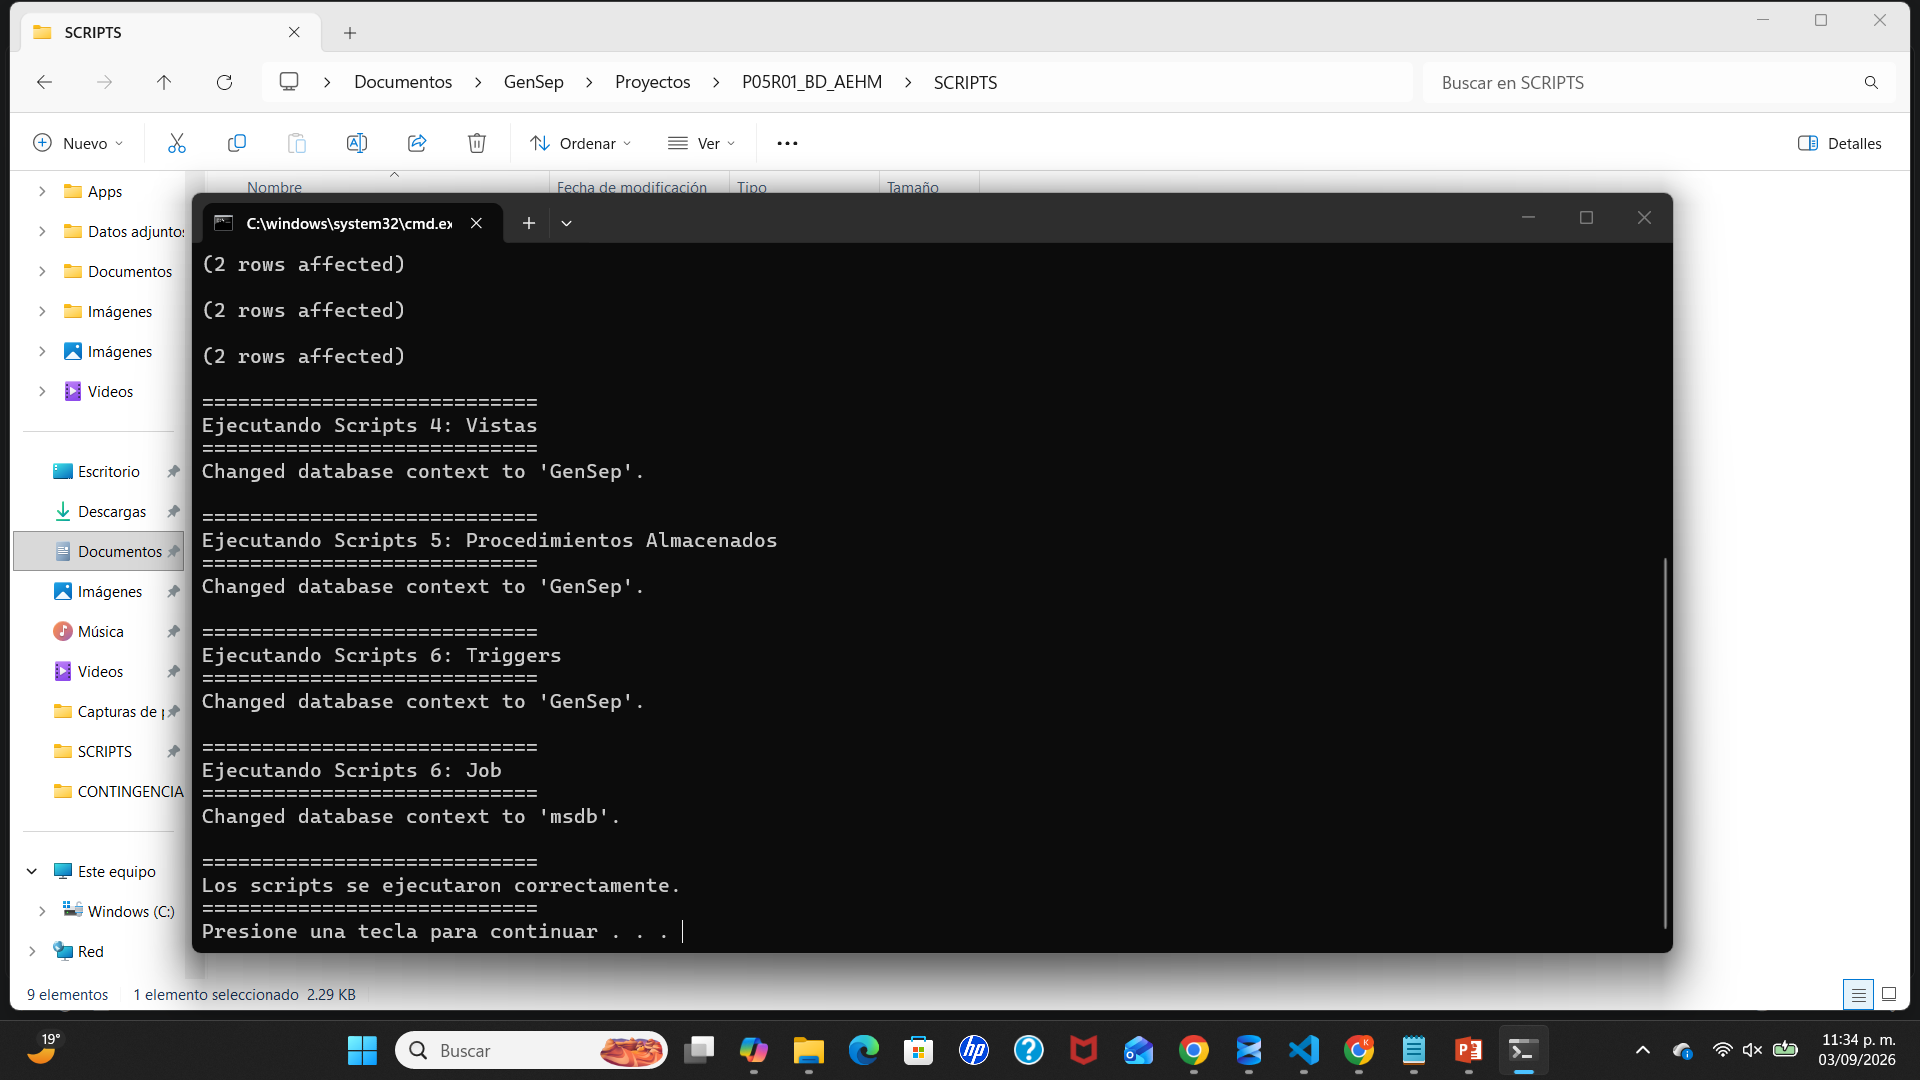 SCRIPTS
Documentos > GenSep > Proyectos > P05R01_BD_AEHM > SCRIPTS
Buscar en SCRIPTS
Nuevo
Ordenar
Ver
Detalles
Nombre
Fecha de modificación
Tipo
Tamaño
Apps
Datos adjuntos
Documentos
Imágenes
Imágenes
Videos
Escritorio
Descargas
Documentos
Imágenes
Música
Videos
Capturas de p
SCRIPTS
CONTINGENCIA
Este equipo
Windows (C:)
Red
C:\windows\system32\cmd.ex
(2 rows affected)
(2 rows affected)
(2 rows affected)
============================
Ejecutando Scripts 4: Vistas
============================
Changed database context to 'GenSep'.
============================
Ejecutando Scripts 5: Procedimientos Almacenados
============================
Changed database context to 'GenSep'.
============================
Ejecutando Scripts 6: Triggers
============================
Changed database context to 'GenSep'.
============================
Ejecutando Scripts 6: Job
============================
Changed database context to 'msdb'.
============================
Los scripts se ejecutaron correctamente.
============================
Presione una tecla para continuar . . .
9 elementos
1 elemento seleccionado 2.29 KB
19°
Buscar
11:34 p. m.
03/09/2026